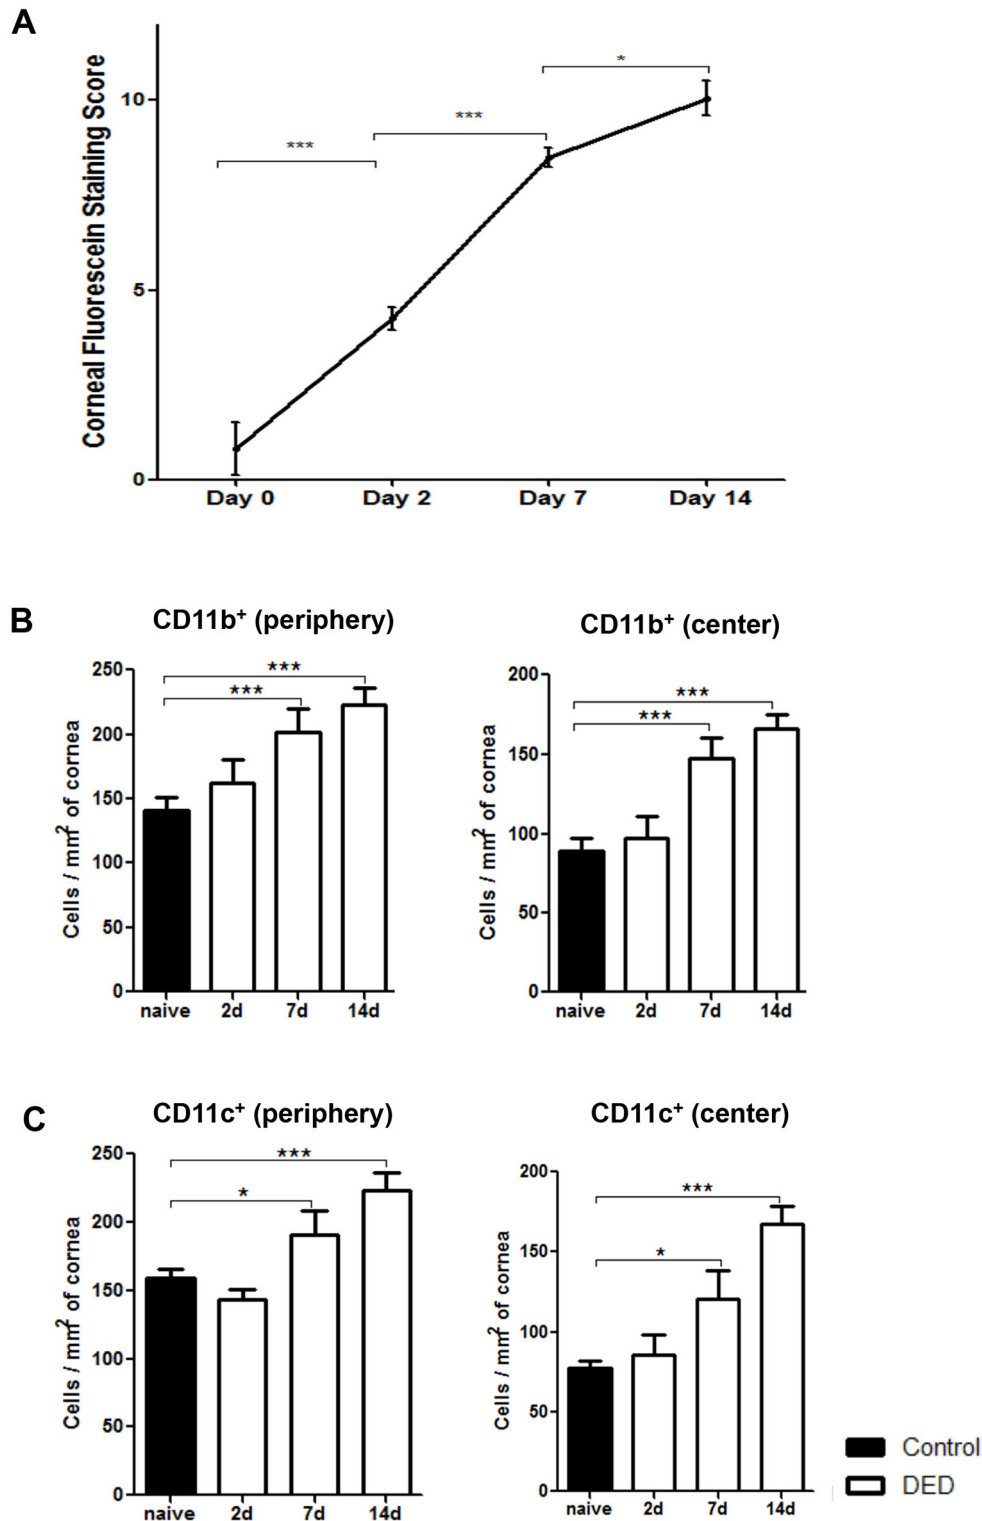 A
Corneal Fluorescein Staining Score
10
5
0
***
***
*
Day 0 Day 2 Day 7 Day 14
B
CD11b+ (periphery)
Cells / mm2 of cornea
250
200
150
100
50
0
***
***
naive 2d 7d 14d
CD11b+ (center)
Cells / mm2 of cornea
200
150
100
50
0
***
***
naive 2d 7d 14d
C
CD11c+ (periphery)
Cells / mm2 of cornea
250
200
150
100
50
0
***
*
naive 2d 7d 14d
CD11c+ (center)
Cells / mm2 of cornea
200
150
100
50
0
***
*
naive 2d 7d 14d
Control
DED